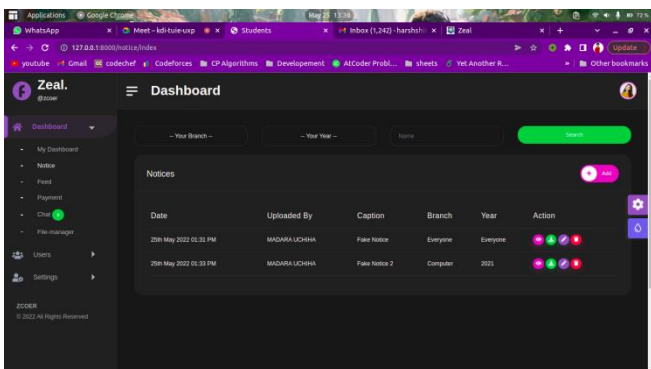 Applications Google Chrome May 25 13:36 72%
WhatsApp Meet – kdi-tuie-uxp Students Inbox (1,242) - harshsh Zeal
127.0.0.1:8000/notice/index Update
youtube Gmail codechef Codeforces CP Algorithms Developement AtCoder Probl... sheets Yet Another R... Other bookmarks
Zeal.
@zcoer
Dashboard
Dashboard
-- Your Branch -- -- Your Year -- Name Search
My Dashboard
Notice
Notices Add
Feed
Payment
Chat
File-manager
Date Uploaded By Caption Branch Year Action
25th May 2022 01:31 PM MADARA UCHIHA Fake Notice Everyone Everyone
Users
25th May 2022 01:33 PM MADARA UCHIHA Fake Notice 2 Computer 2021
Settings
ZCOER
© 2022 All Rights Reserved